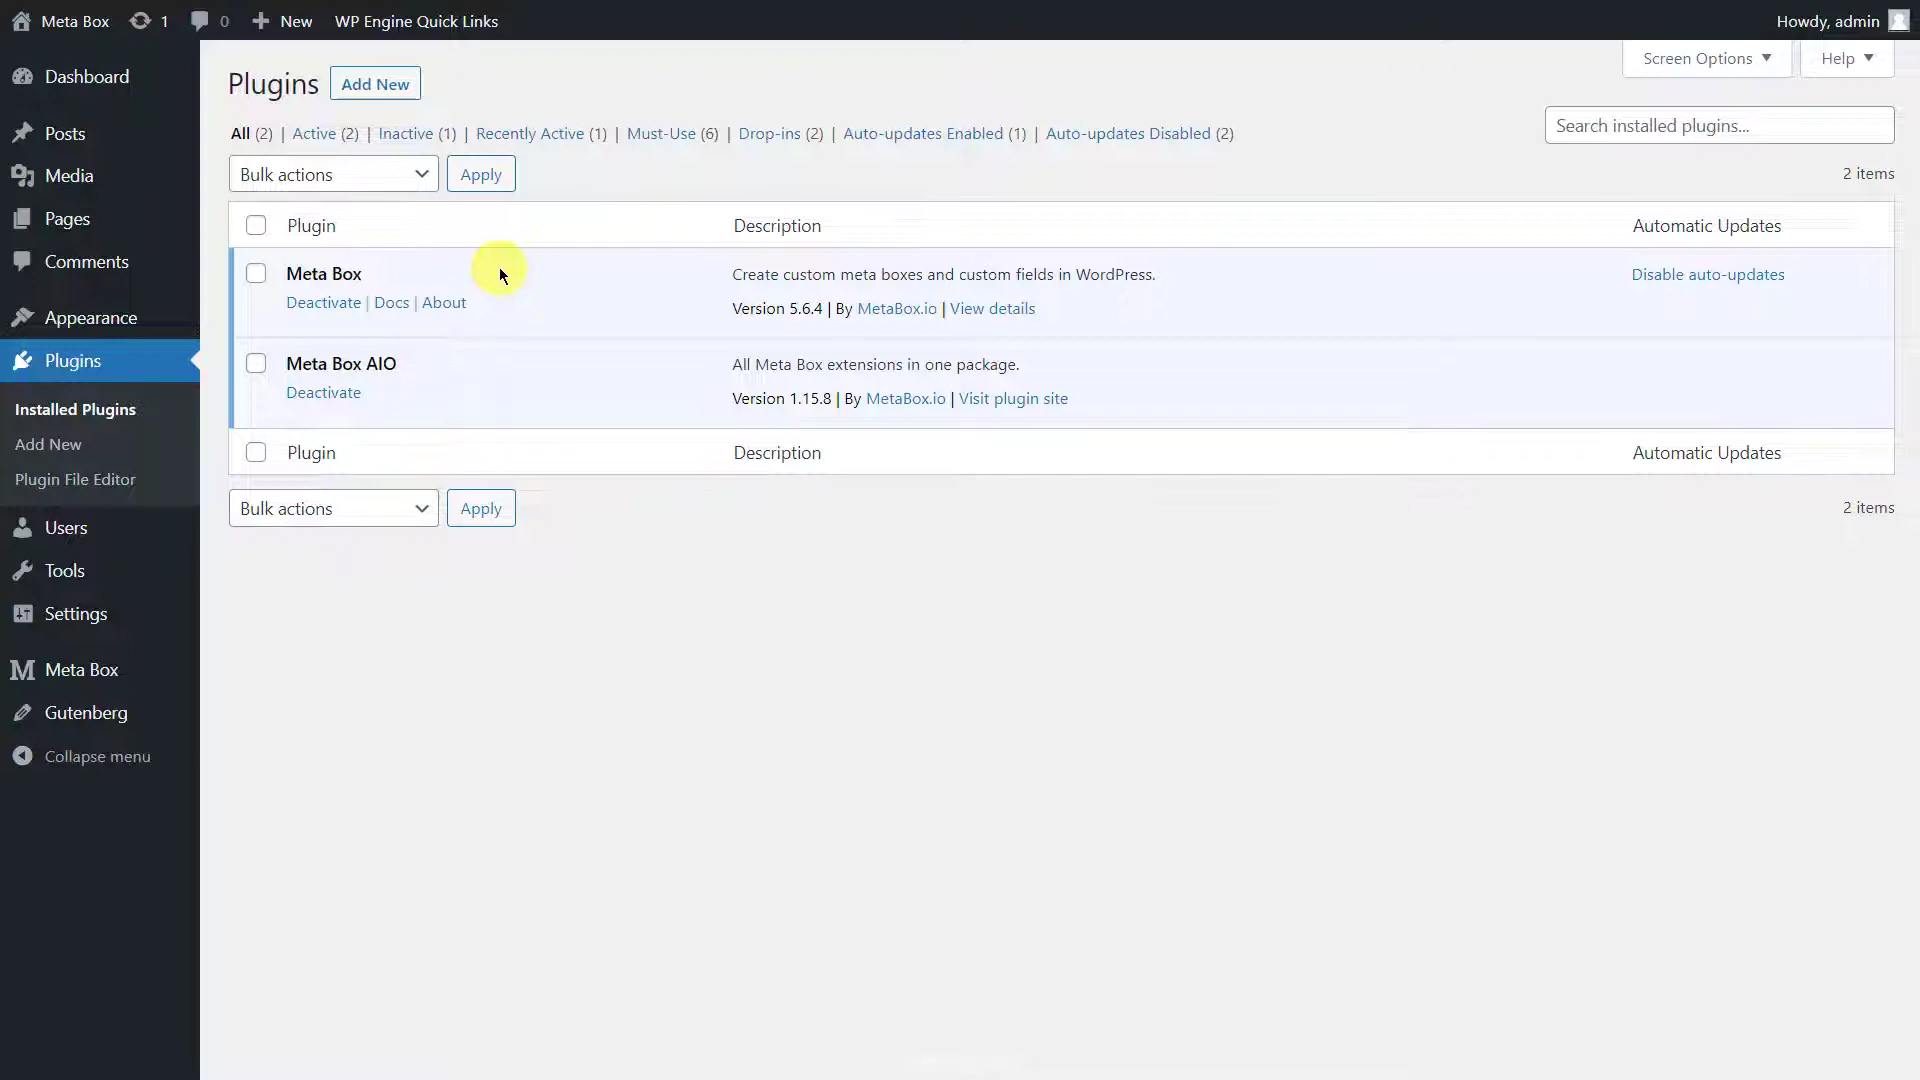 Meta Box 1 0 New WP Engine Quick Links Howdy, admin
Screen Options Help
Dashboard
Posts
Media
Pages
Comments
Appearance
Plugins
Installed Plugins
Add New
Plugin File Editor
Users
Tools
Settings
Meta Box
Gutenberg
Collapse menu
Plugins Add New
All (2) | Active (2) | Inactive (1) | Recently Active (1) | Must-Use (6) | Drop-ins (2) | Auto-updates Enabled (1) | Auto-updates Disabled (2)
Search installed plugins...
Bulk actions Apply
2 items
Plugin Description Automatic Updates
Meta Box Create custom meta boxes and custom fields in WordPress. Disable auto-updates
Deactivate | Docs | About Version 5.6.4 | By MetaBox.io | View details
Meta Box AIO All Meta Box extensions in one package.
Deactivate Version 1.15.8 | By MetaBox.io | Visit plugin site
Plugin Description Automatic Updates
Bulk actions Apply
2 items